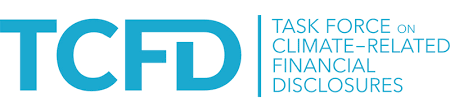 TCFD
TASK FORCE ON
CLIMATE–RELATED
FINANCIAL
DISCLOSURES